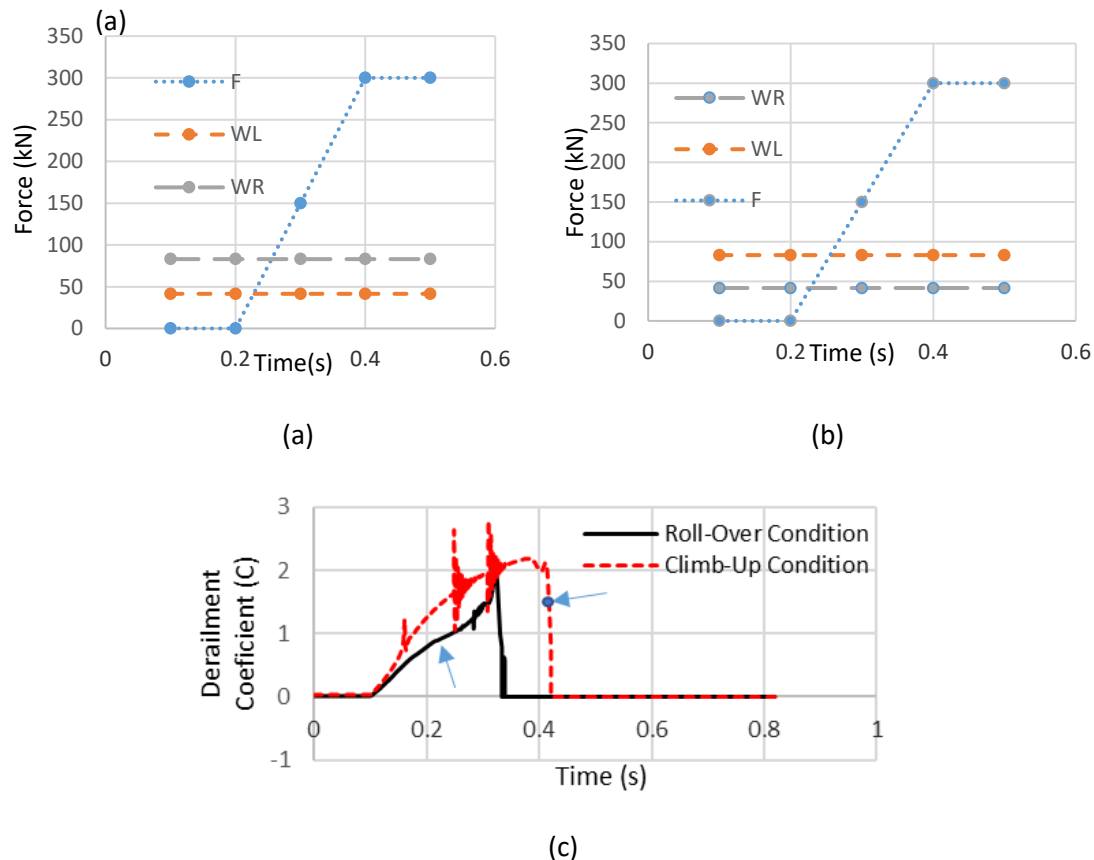 (a)
350
300
250
200
150
100
50
0
Force (kN)
F
WL
WR
0
0.2
0.4
0.6
Time(s)
(a)
350
300
250
200
150
100
50
0
Force (kN)
WR
WL
F
0
0.2
0.4
0.6
Time (s)
(b)
3
2
1
0
-1
Derailment
Coeficient (C)
Roll-Over Condition
Climb-Up Condition
0
0.2
0.4
0.6
0.8
1
Time (s)
(c)